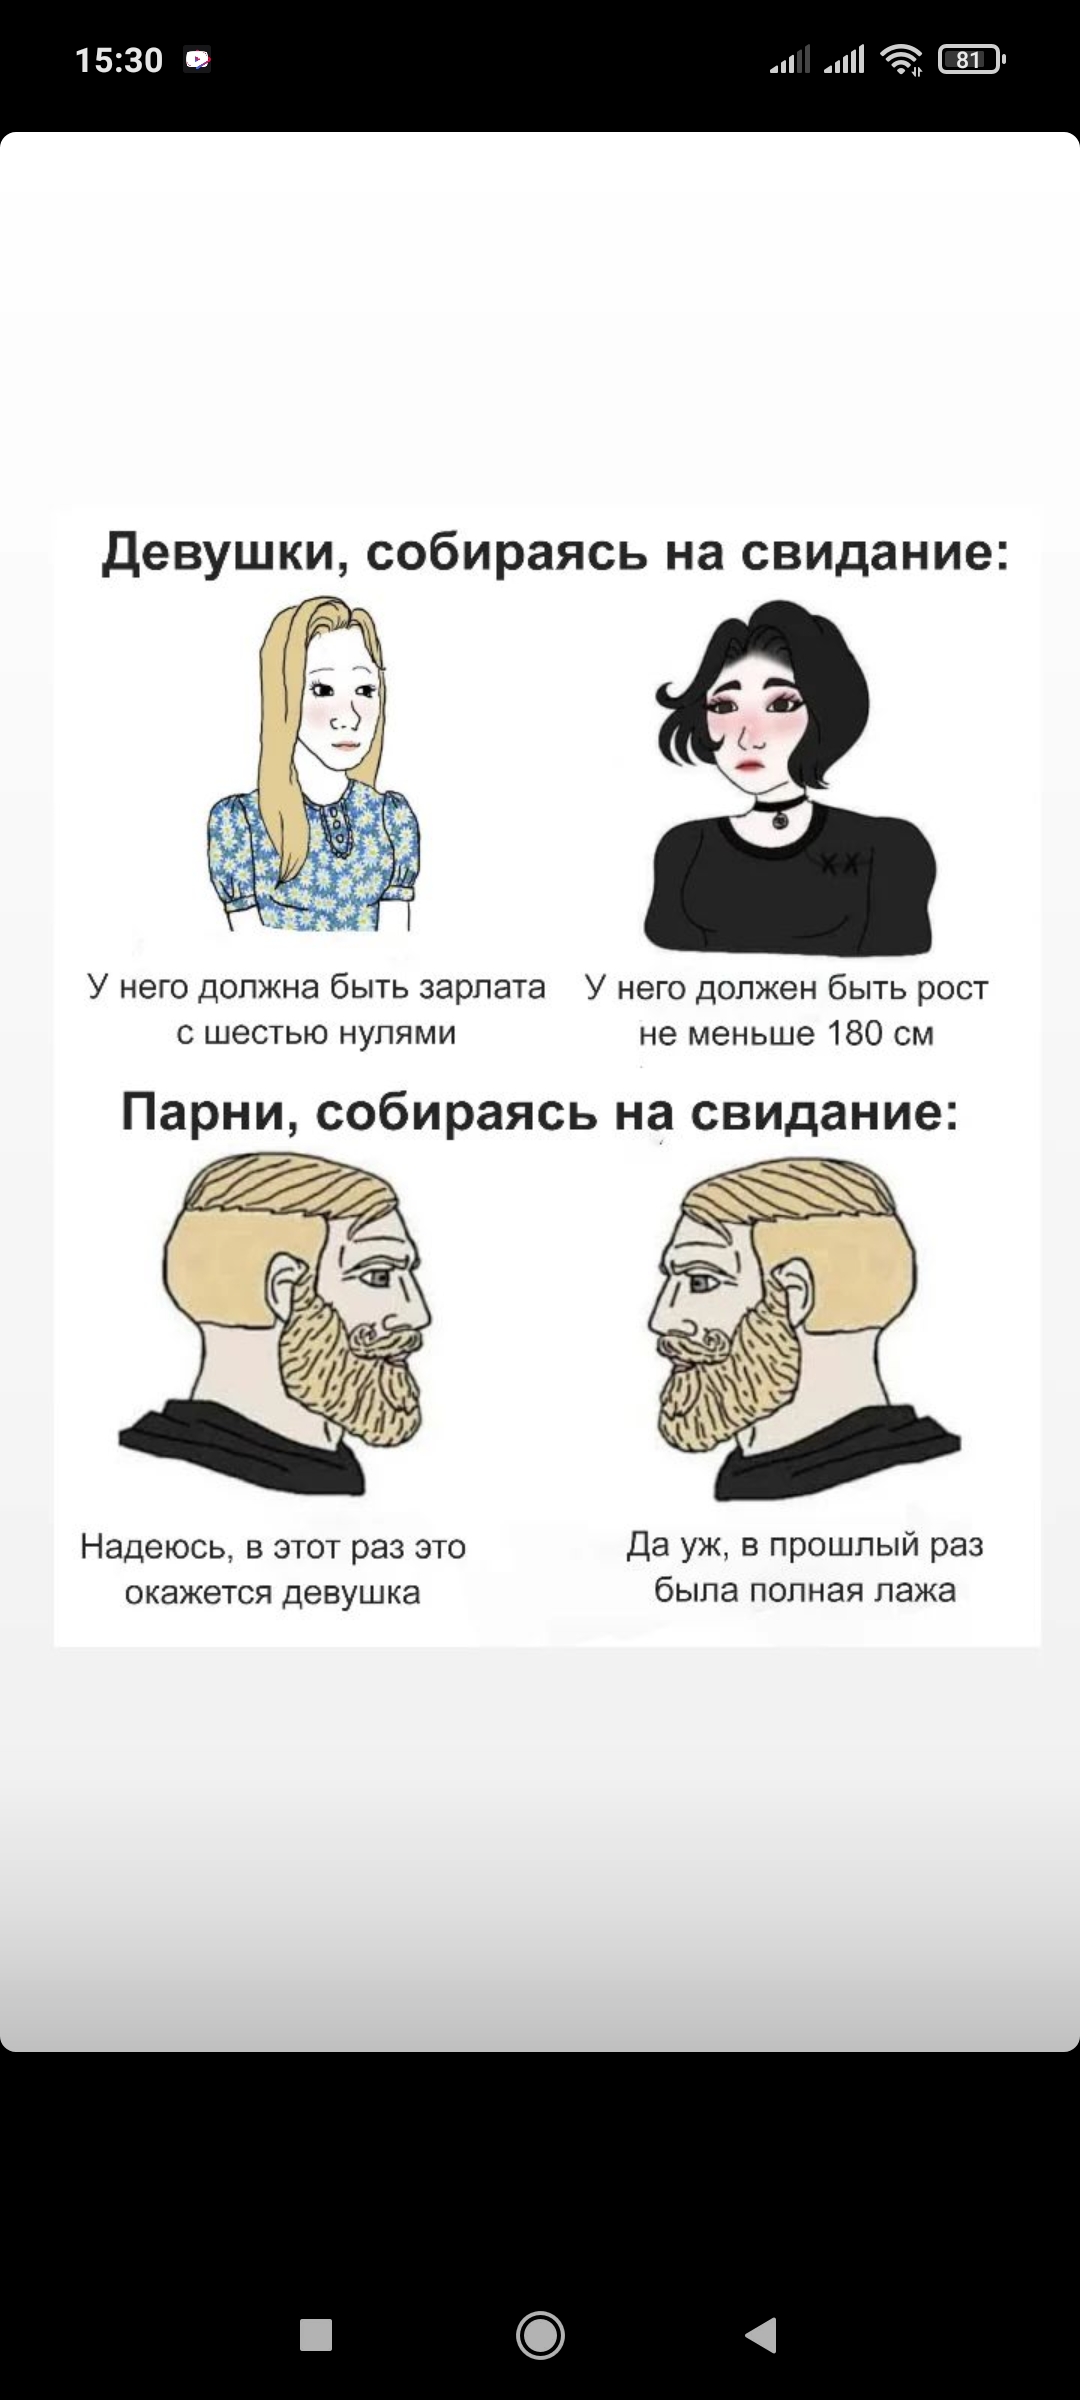 15:30
81
Девушки, собираясь на свидание:
У него должна быть зарлата
с шестью нулями
У него должен быть рост
не меньше 180 см
Парни, собираясь на свидание:
Надеюсь, в этот раз это
окажется девушка
Да уж, в прошлый раз
была полная лажа